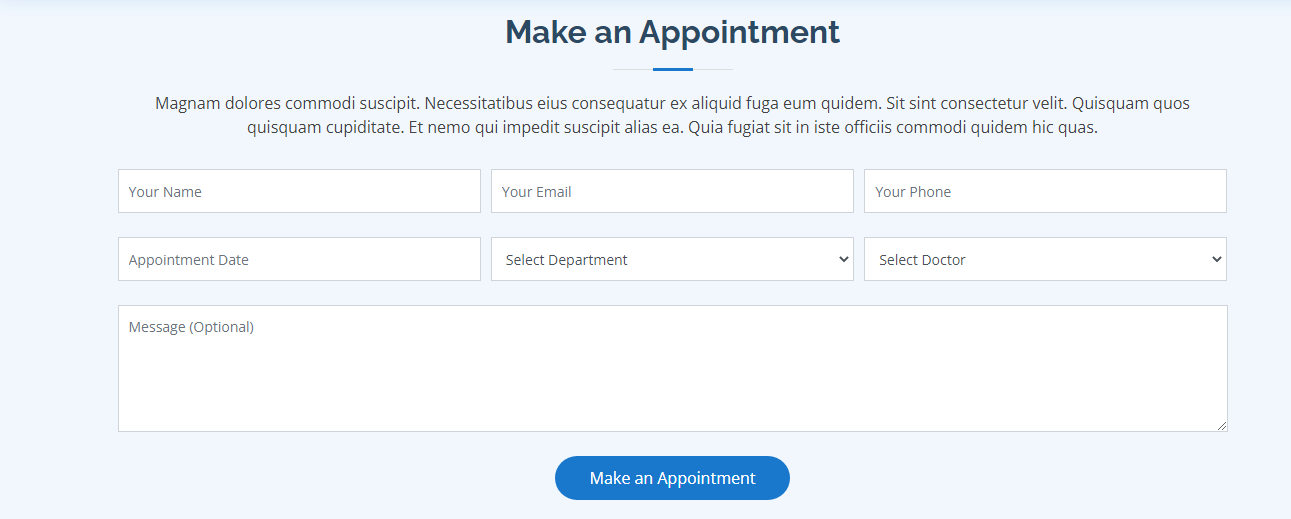 Make an Appointment
Magnam dolores commodi suscipit. Necessitatibus eius consequatur ex aliquid fuga eum quidem. Sit sint consectetur velit. Quisquam quos
quisquam cupiditate. Et nemo qui impedit suscipit alias ea. Quia fugiat sit in iste officiis commodi quidem hic quas.
Your Name
Your Email
Your Phone
Appointment Date
Select Department
Select Doctor
Message (Optional)
Make an Appointment